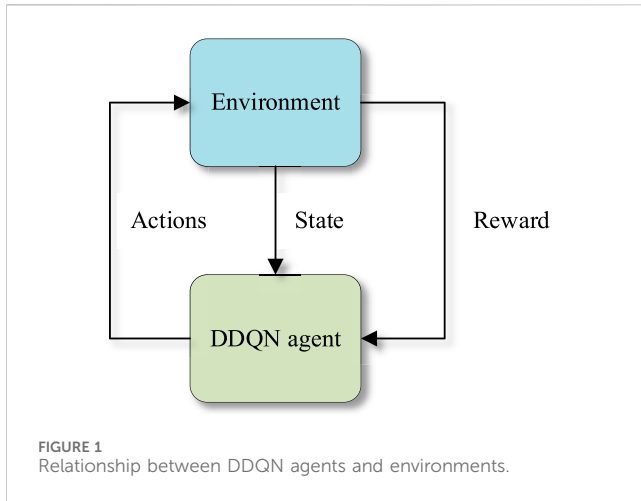 Environment
Actions
State
Reward
DDQN agent
FIGURE 1
Relationship between DDQN agents and environments.